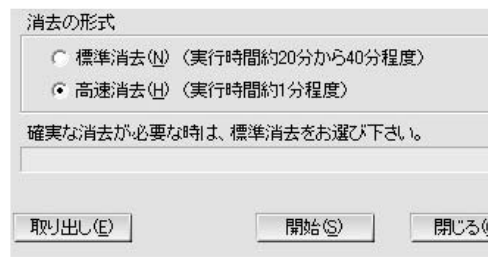 消去の形式
標準消去(N) (実行時間約20分から40分程度)
高速消去(H) (実行時間約1分程度)
確実な消去が必要な時は、標準消去をお選び下さい。
取り出し(E) 開始(S) 閉じる(